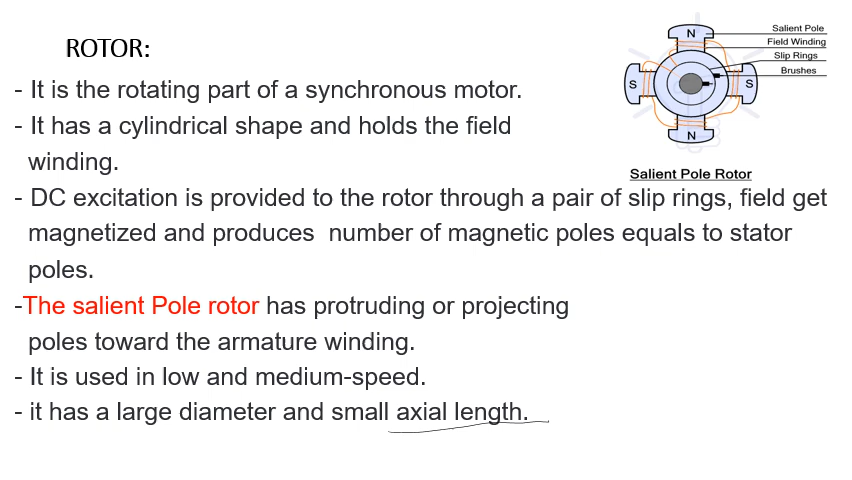 ROTOR:
- It is the rotating part of a synchronous motor.
- It has a cylindrical shape and holds the field
winding.
- DC excitation is provided to the rotor through a pair of slip rings, field get
magnetized and produces  number of magnetic poles equals to stator
poles.
-The salient Pole rotor has protruding or projecting
poles toward the armature winding.
- It is used in low and medium-speed.
- it has a large diameter and small axial length.
N
S
S
N
Salient Pole
Field Winding
Slip Rings
Brushes
Salient Pole Rotor